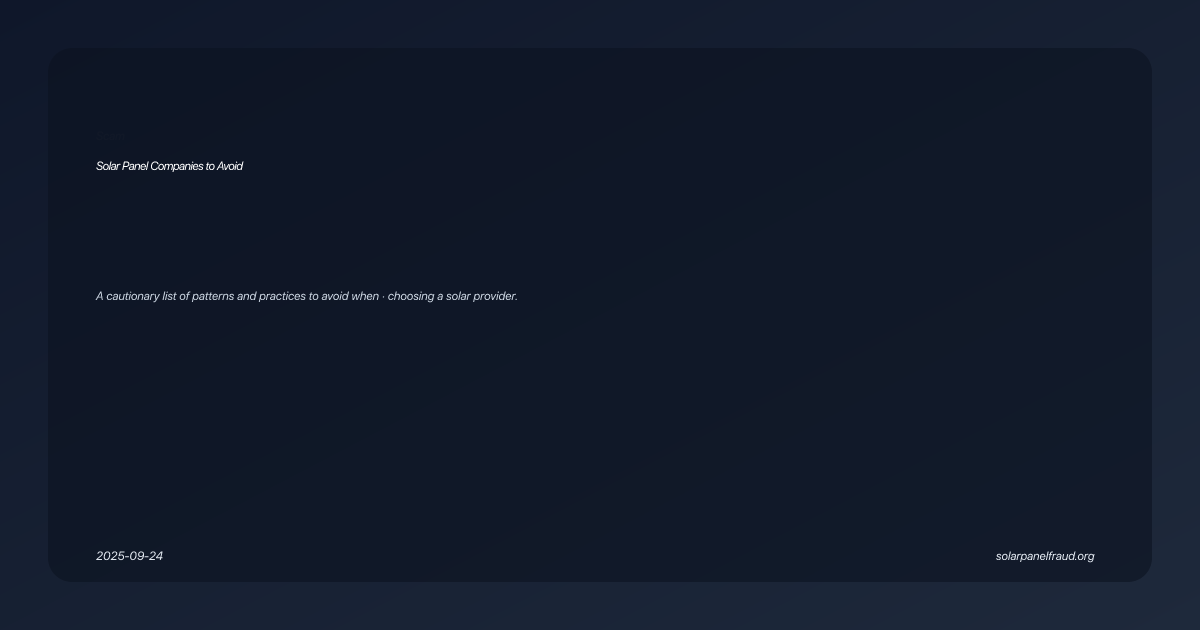 Solar Panel Companies to Avoid
A cautionary list of patterns and practices to avoid when · choosing a solar provider.
2025-09-24
solarpanelfraud.org